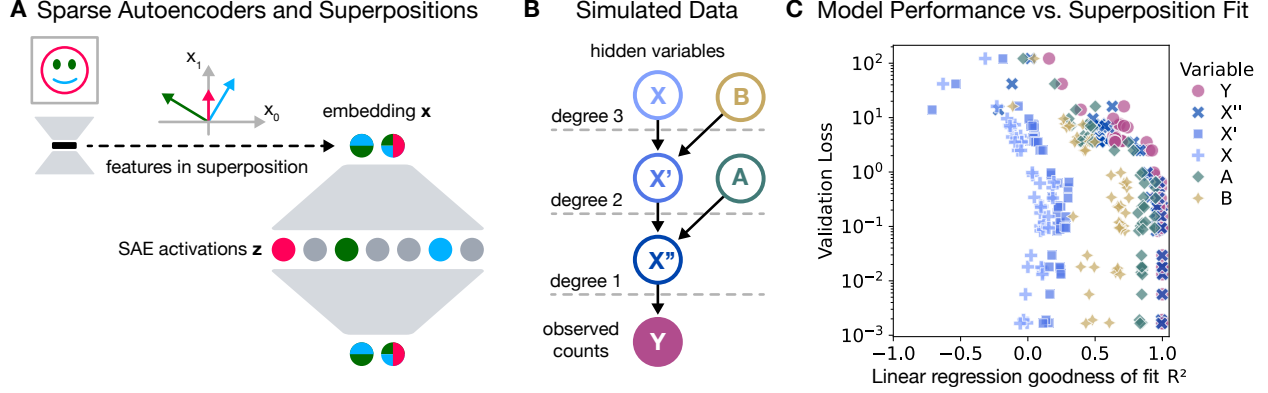 A Sparse Autoencoders and Superpositions
X₁
X₀
embedding x
features in superposition
SAE activations z
B Simulated Data
hidden variables
X
B
degree 3
X'
A
degree 2
X''
degree 1
observed
counts
Y
C Model Performance vs. Superposition Fit
Validation Loss
10²
10¹
10⁰
10⁻¹
10⁻²
10⁻³
−1.0 −0.5 0.0 0.5 1.0
Linear regression goodness of fit R²
Variable
Y
X''
X'
X
A
B